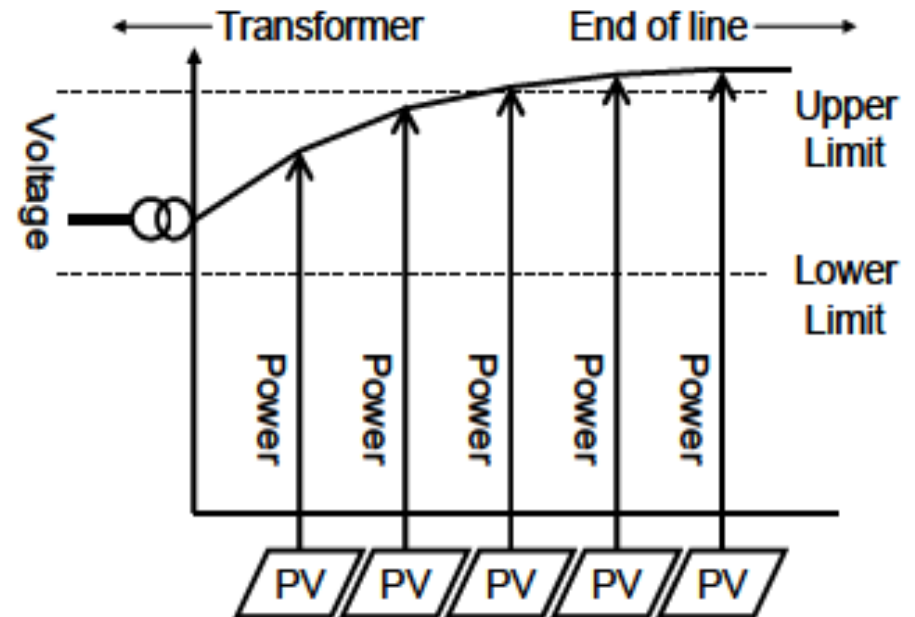 Transformer
End of line
Voltage
Upper
Limit
Lower
Limit
Power
Power
Power
Power
Power
PV
PV
PV
PV
PV